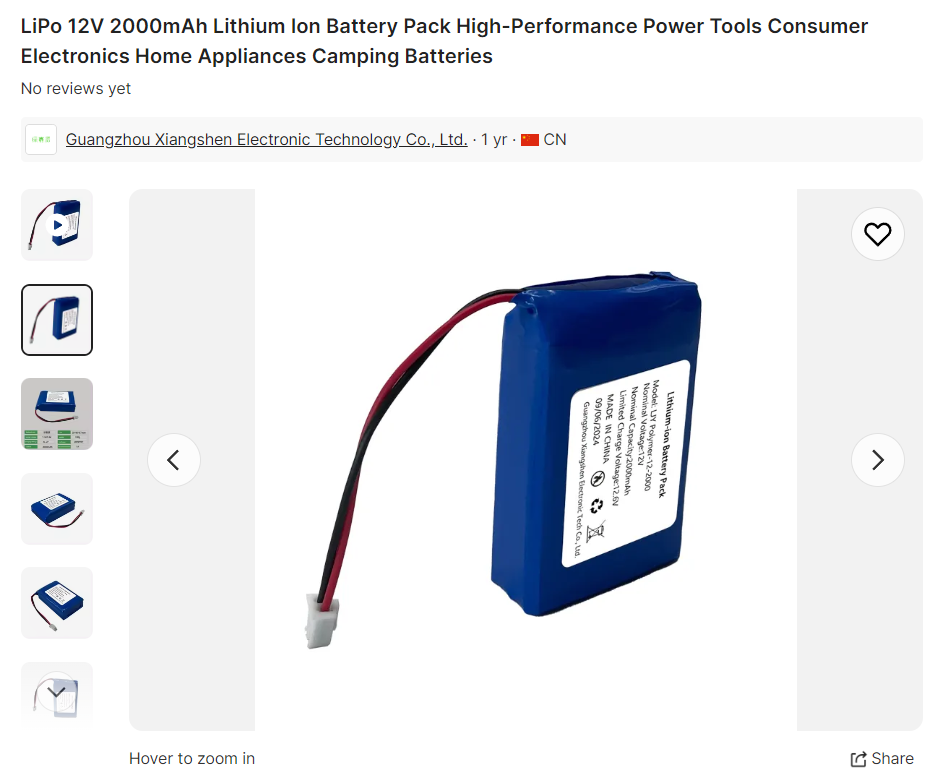 LiPo 12V 2000mAh Lithium Ion Battery Pack High-Performance Power Tools Consumer
Electronics Home Appliances Camping Batteries
No reviews yet
Guangzhou Xiangshen Electronic Technology Co., Ltd. · 1 yr · CN
Lithium-ion Battery Pack
Model: LJY Polymer-12-2000
Nominal Voltage:12V
Nominal Capacity:2000mAh
Limited Charge Voltage:12.6V
MADE IN CHINA
09/06/2024
Guangzhou Xiangshen Electronic Tech Co., Ltd.
Hover to zoom in
Share